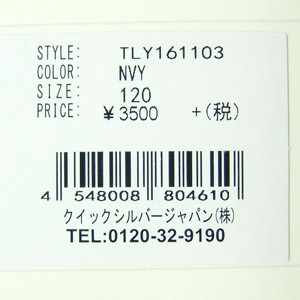 STYLE: TLY161103
COLOR: NVY
SIZE: 120
PRICE: ¥3500 +(税)
4 548008 804610
クイックシルバージャパン(株)
TEL:0120-32-9190